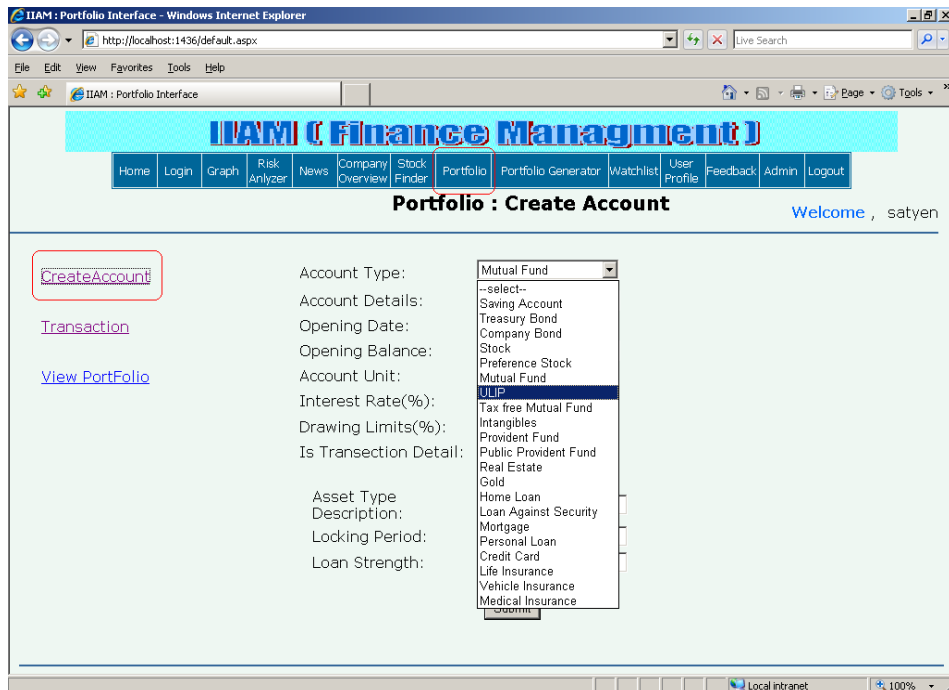 IIAM : Portfolio Interface - Windows Internet Explorer
http://localhost:1436/default.aspx
Live Search
File Edit View Favorites Tools Help
IIAM : Portfolio Interface
Page Tools
IIAM ( Finance Managment )
Home Login Graph Risk Anlyzer News Company Overview Stock Finder Portfolio Portfolio Generator Watchlist User Profile Feedback Admin Logout
Portfolio : Create Account
Welcome , satyen
CreateAccount
Transaction
View PortFolio
Account Type: Mutual Fund
Account Details:
Opening Date:
Opening Balance:
Account Unit:
Interest Rate(%):
Drawing Limits(%):
Is Transection Detail:
Asset Type
Description:
Locking Period:
Loan Strength:
--select--
Saving Account
Treasury Bond
Company Bond
Stock
Preference Stock
Mutual Fund
ULIP
Tax free Mutual Fund
Intangibles
Provident Fund
Public Provident Fund
Real Estate
Gold
Home Loan
Loan Against Security
Mortgage
Personal Loan
Credit Card
Life Insurance
Vehicle Insurance
Medical Insurance
Submit
Local intranet 100%